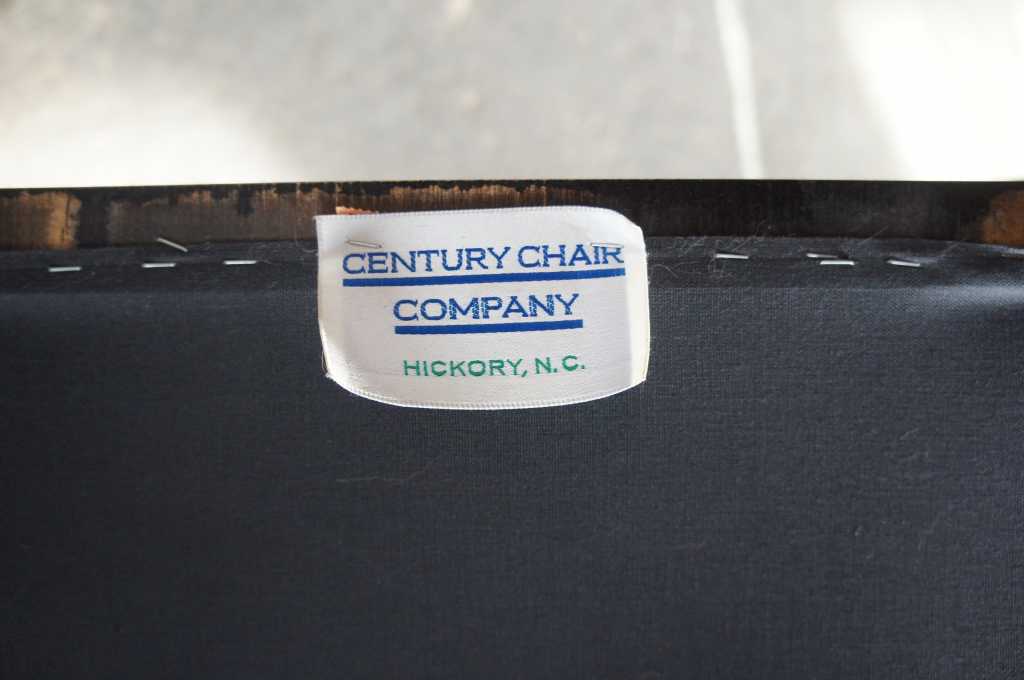 CENTURY CHAIR
COMPANY
HICKORY, N.C.